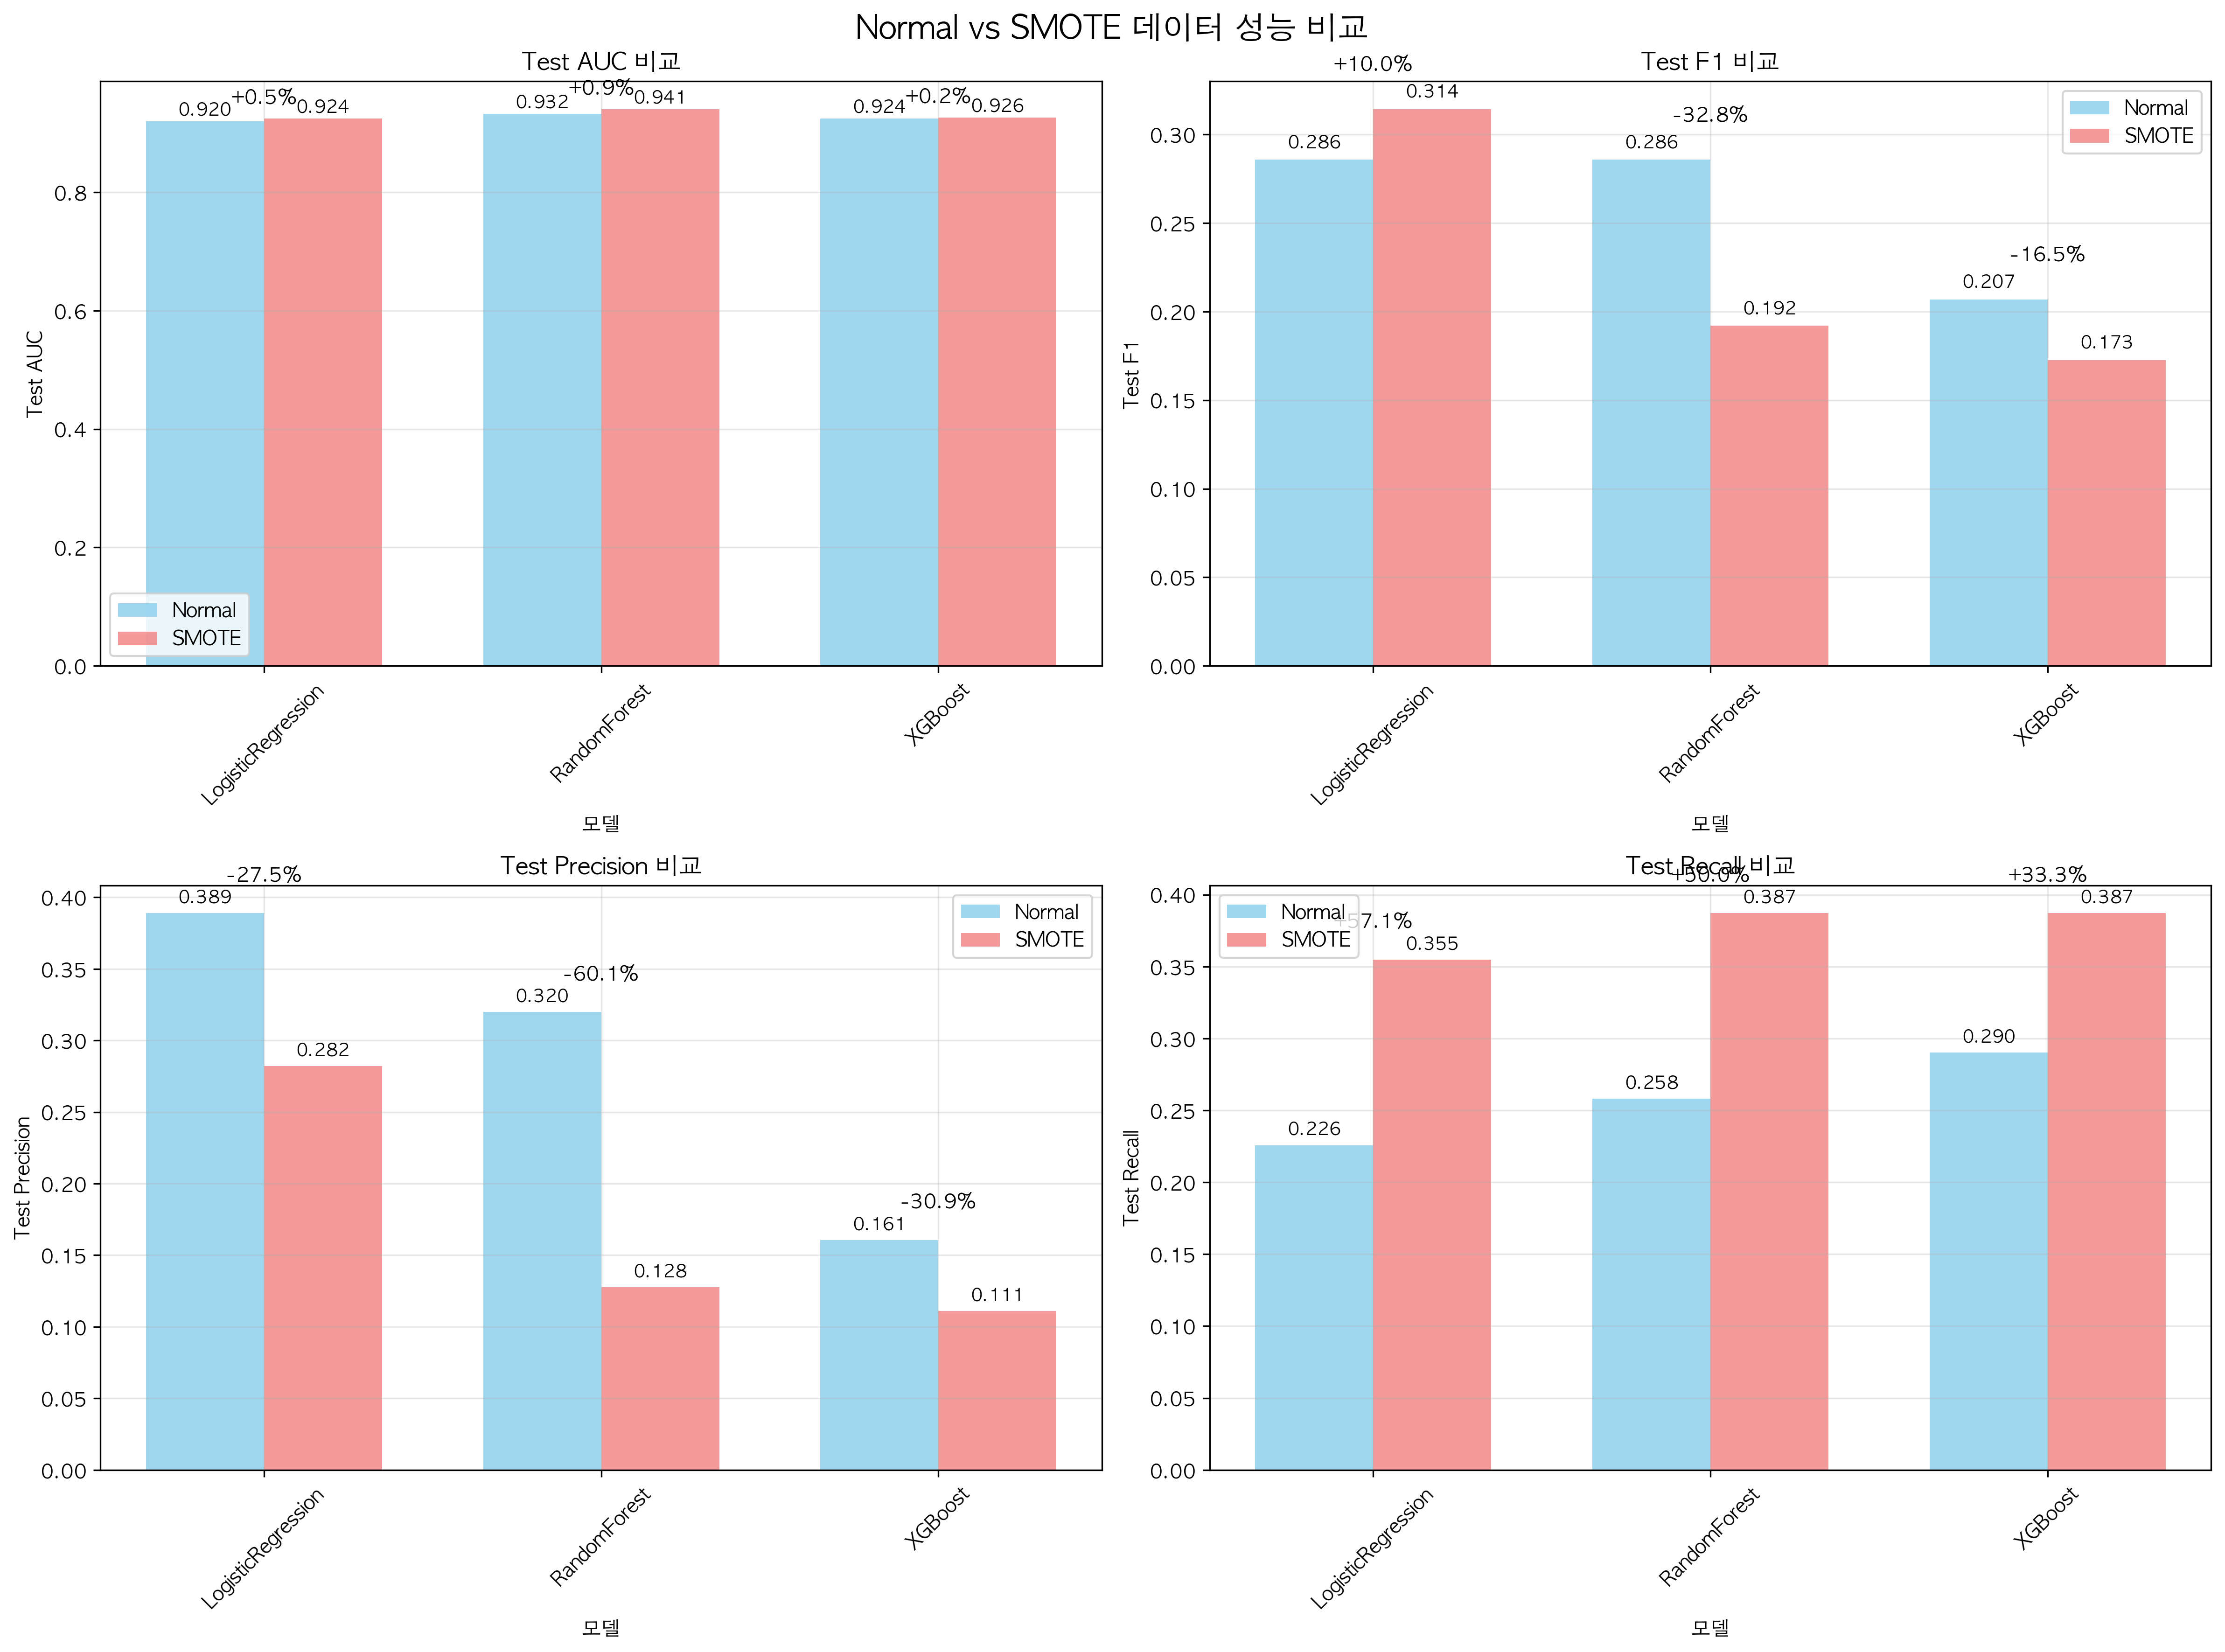 Normal vs SMOTE 데이터 성능 비교
Test AUC 비교
+0.5%
+0.9%
+0.2%
0.920
0.924
0.932
0.941
0.924
0.926
Test AUC
0.8
0.6
0.4
0.2
0.0
Normal
SMOTE
LogisticRegression
RandomForest
XGBoost
모델
Test F1 비교
+10.0%
-32.8%
-16.5%
0.286
0.314
0.286
0.192
0.207
0.173
Test F1
0.30
0.25
0.20
0.15
0.10
0.05
0.00
Normal
SMOTE
LogisticRegression
RandomForest
XGBoost
모델
Test Precision 비교
-27.5%
-60.1%
-30.9%
0.389
0.282
0.320
0.128
0.161
0.111
Test Precision
0.40
0.35
0.30
0.25
0.20
0.15
0.10
0.05
0.00
Normal
SMOTE
LogisticRegression
RandomForest
XGBoost
모델
Test Recall 비교
+57.1%
+50.0%
+33.3%
0.226
0.355
0.258
0.387
0.290
0.387
Test Recall
0.40
0.35
0.30
0.25
0.20
0.15
0.10
0.05
0.00
Normal
SMOTE
LogisticRegression
RandomForest
XGBoost
모델